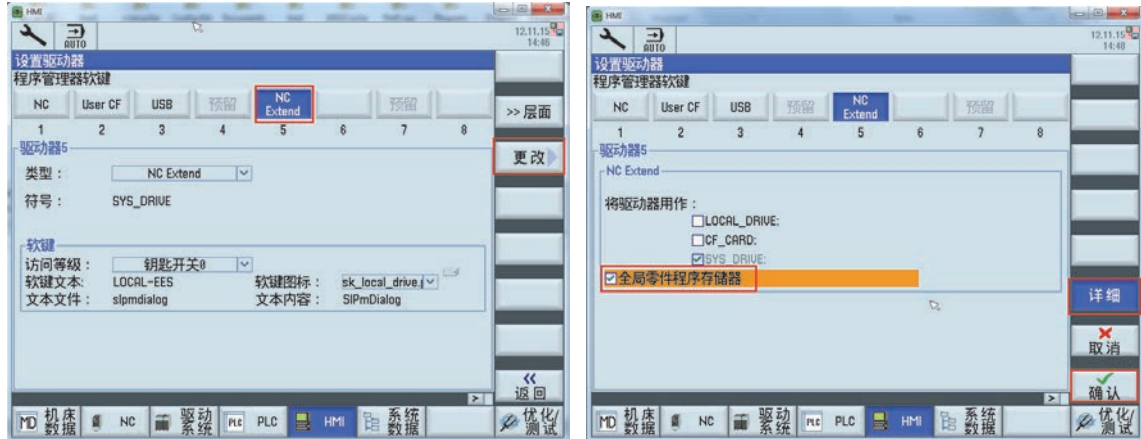 HMI
AUTO
12.11.15
14:46
设置驱动器
程序管理器软键
NC
User CF
USB
预留
NC Extend
预留
1 2 3 4 5 6 7 8
>> 层面
更改
驱动器5
类型：
NC Extend
符号：
SYS_DRIVE
软键
访问等级：
钥匙开关0
软键文本:
LOCAL-EES
软键图标：
sk_local_drive.
文本文件：
slpmdialog
文本内容：
SlPmDialog
«
返回
MD 机床数据
NC
驱动系统
PLC PLC
HMI
系统数据
优化/测试
HMI
AUTO
12.11.15
14:48
设置驱动器
程序管理器软键
NC
User CF
USB
预留
NC Extend
预留
1 2 3 4 5 6 7 8
驱动器5
NC Extend
将驱动器用作：
LOCAL_DRIVE:
CF_CARD:
SYS_DRIVE:
全局零件程序存储器
详细
取消
确认
MD 机床数据
NC
驱动系统
PLC PLC
HMI
系统数据
优化/测试